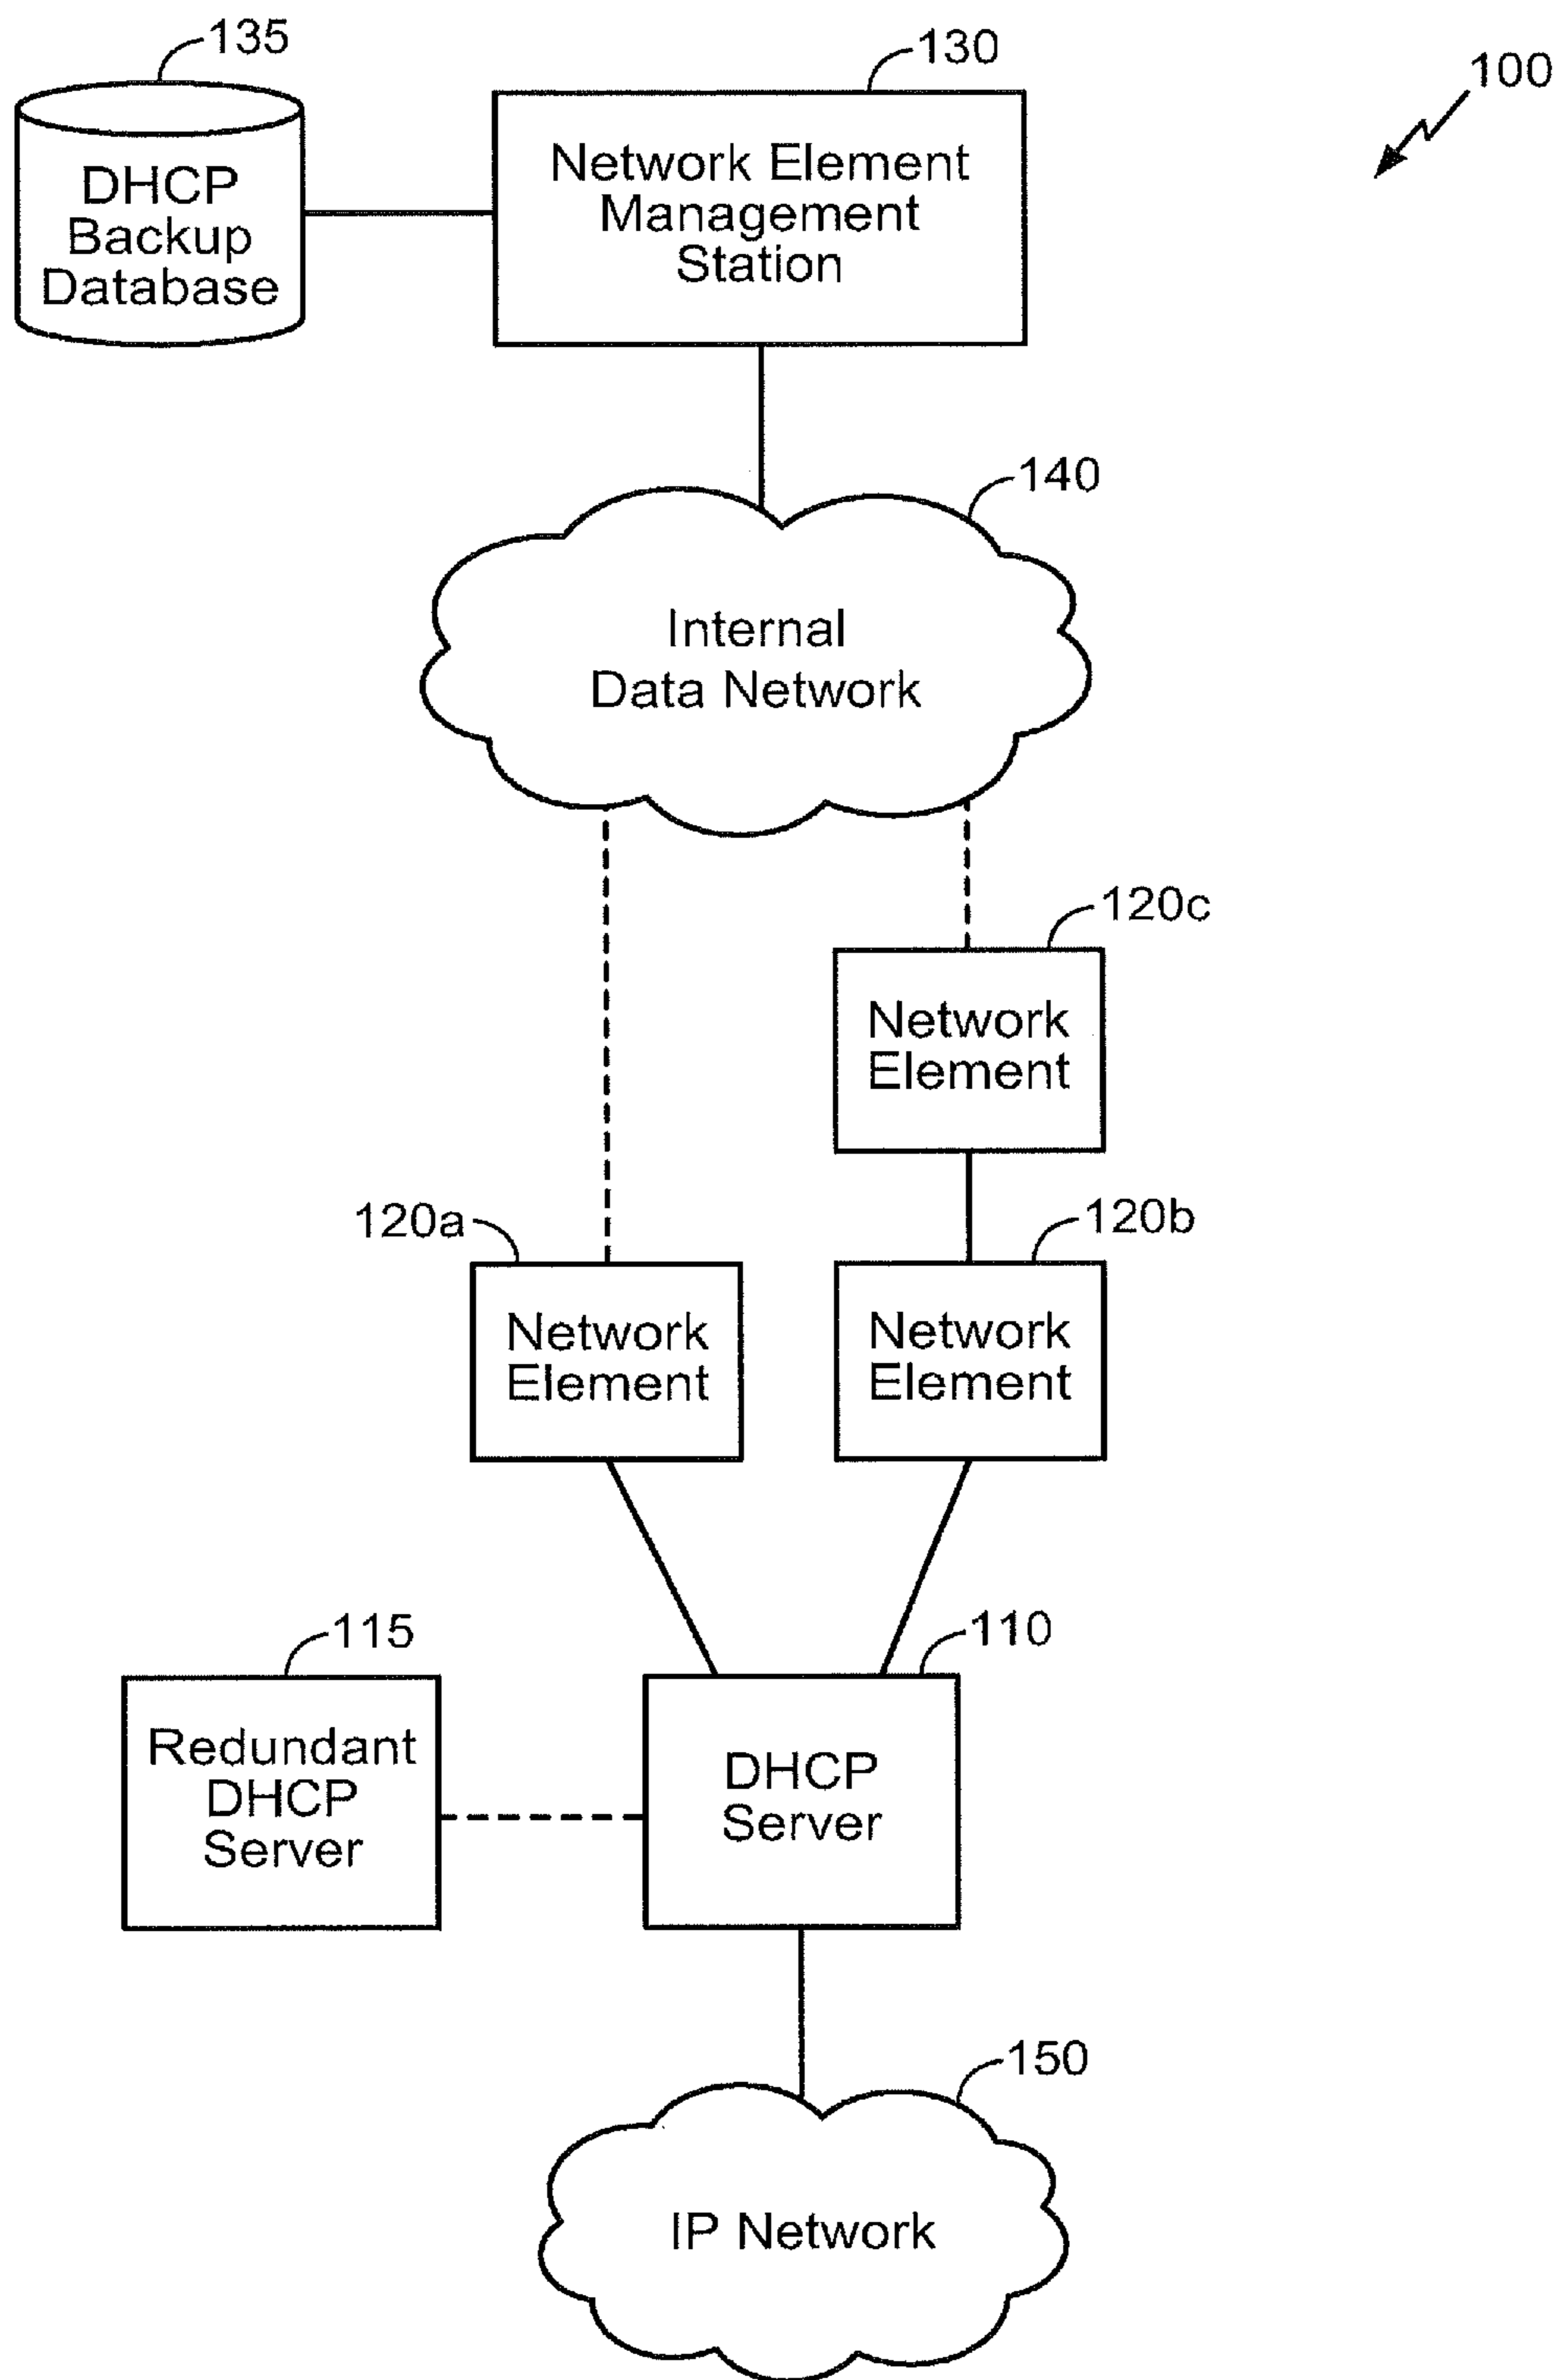 135
130
100
DHCP
Backup
Database
Network Element
Management
Station
140
Internal
Data Network
120c
Network
Element
120a
120b
Network
Element
Network
Element
115
110
Redundant
DHCP
Server
DHCP
Server
150
IP Network